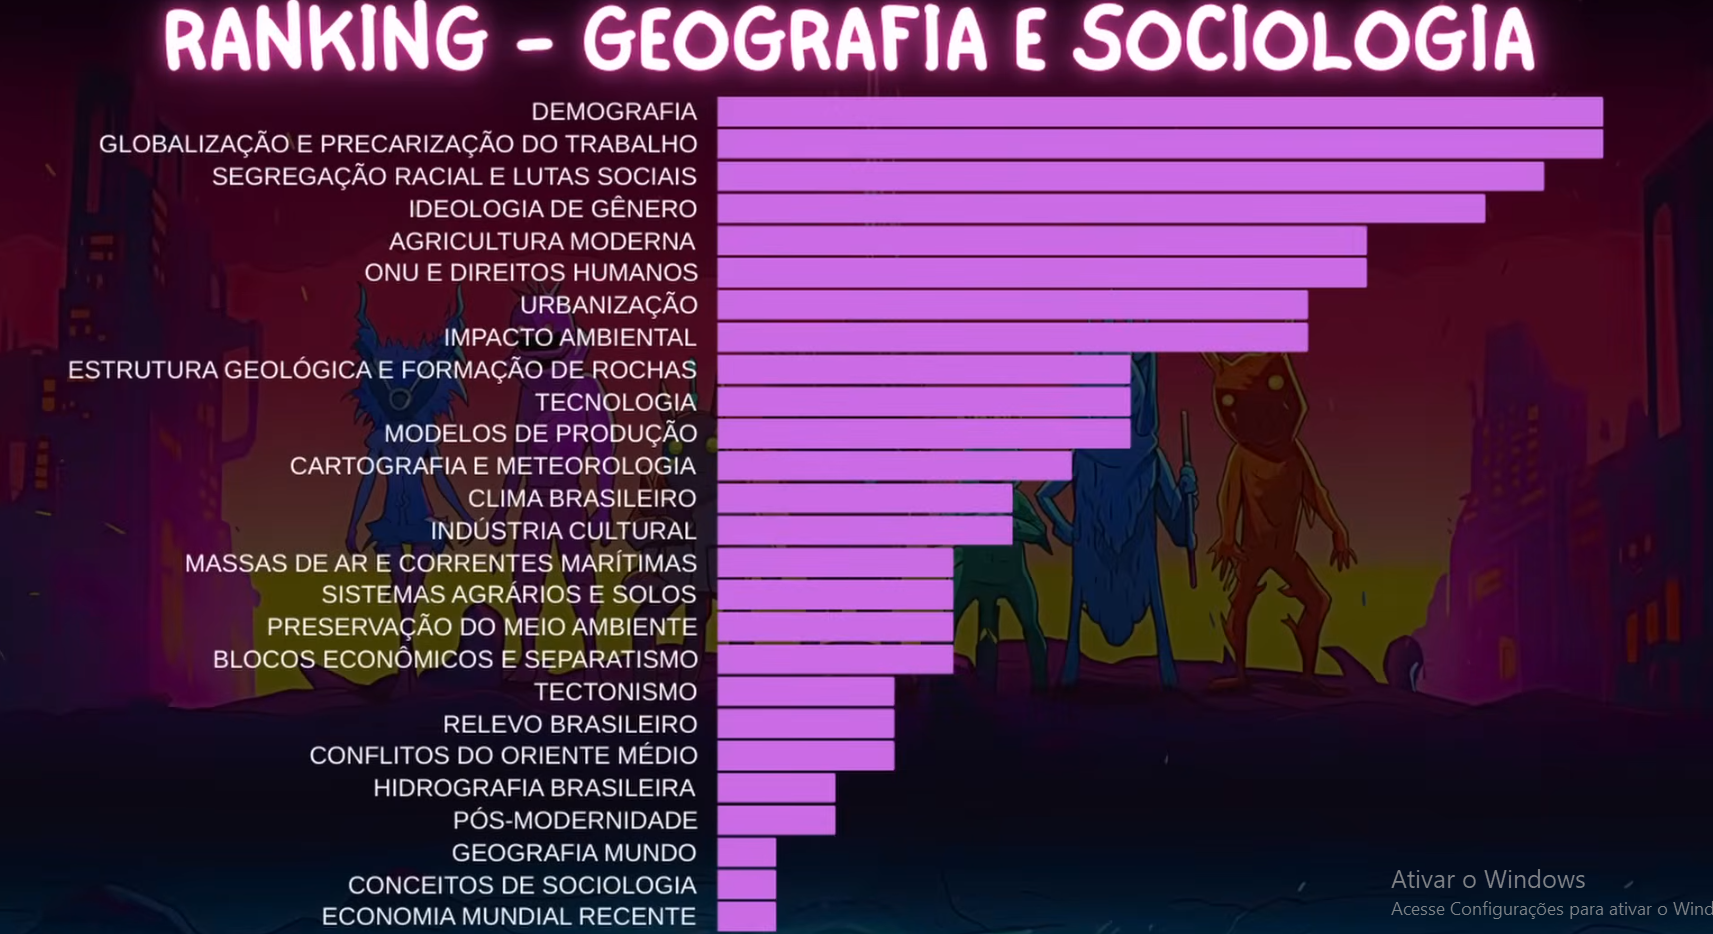 RANKING - GEOGRAFIA E SOCIOLOGIA
DEMOGRAFIA
GLOBALIZAÇÃO E PRECARIZAÇÃO DO TRABALHO
SEGREGAÇÃO RACIAL E LUTAS SOCIAIS
IDEOLOGIA DE GÊNERO
AGRICULTURA MODERNA
ONU E DIREITOS HUMANOS
URBANIZAÇÃO
IMPACTO AMBIENTAL
ESTRUTURA GEOLÓGICA E FORMAÇÃO DE ROCHAS
TECNOLOGIA
MODELOS DE PRODUÇÃO
CARTOGRAFIA E METEOROLOGIA
CLIMA BRASILEIRO
INDÚSTRIA CULTURAL
MASSAS DE AR E CORRENTES MARÍTIMAS
SISTEMAS AGRÁRIOS E SOLOS
PRESERVAÇÃO DO MEIO AMBIENTE
BLOCOS ECONÔMICOS E SEPARATISMO
TECTONISMO
RELEVO BRASILEIRO
CONFLITOS DO ORIENTE MÉDIO
HIDROGRAFIA BRASILEIRA
PÓS-MODERNIDADE
GEOGRAFIA MUNDO
CONCEITOS DE SOCIOLOGIA
ECONOMIA MUNDIAL RECENTE
Ativar o Windows
Acesse Configurações para ativar o Wind